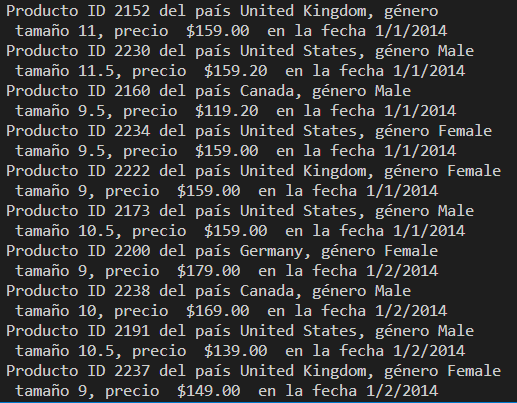 Producto ID 2152 del país United Kingdom, género
tamaño 11, precio  $159.00  en la fecha 1/1/2014
Producto ID 2230 del país United States, género Male
tamaño 11.5, precio  $159.20  en la fecha 1/1/2014
Producto ID 2160 del país Canada, género Male
tamaño 9.5, precio  $119.20  en la fecha 1/1/2014
Producto ID 2234 del país United States, género Female
tamaño 9.5, precio  $159.00  en la fecha 1/1/2014
Producto ID 2222 del país United Kingdom, género Female
tamaño 9, precio  $159.00  en la fecha 1/1/2014
Producto ID 2173 del país United States, género Male
tamaño 10.5, precio  $159.00  en la fecha 1/1/2014
Producto ID 2200 del país Germany, género Female
tamaño 9, precio  $179.00  en la fecha 1/2/2014
Producto ID 2238 del país Canada, género Male
tamaño 10, precio  $169.00  en la fecha 1/2/2014
Producto ID 2191 del país United States, género Male
tamaño 10.5, precio  $139.00  en la fecha 1/2/2014
Producto ID 2237 del país United Kingdom, género Female
tamaño 9, precio  $149.00  en la fecha 1/2/2014